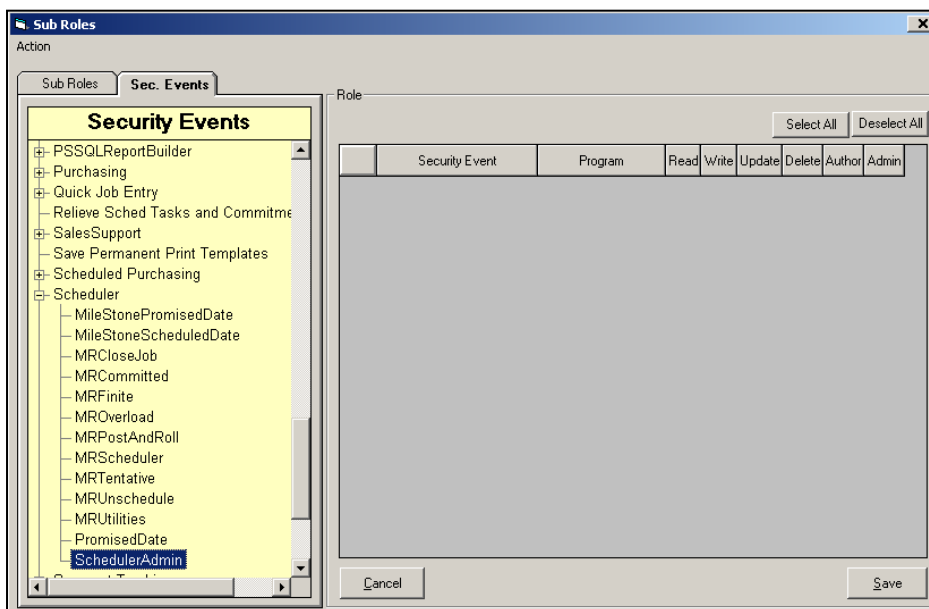 Sub Roles
Action
Sub Roles
Sec. Events
Security Events
PSSQLReportBuilder
Purchasing
Quick Job Entry
Relieve Sched Tasks and Commitme
SalesSupport
Save Permanent Print Templates
Scheduled Purchasing
Scheduler
MileStonePromisedDate
MileStoneScheduledDate
MRCloseJob
MRCommitted
MRFinite
MROverload
MRPostAndRoll
MRScheduler
MRTentative
MRUnschedule
MRUtilities
PromisedDate
SchedulerAdmin
Role
Select All Deselect All
Security Event Program Read Write Update Delete Author Admin
Cancel Save